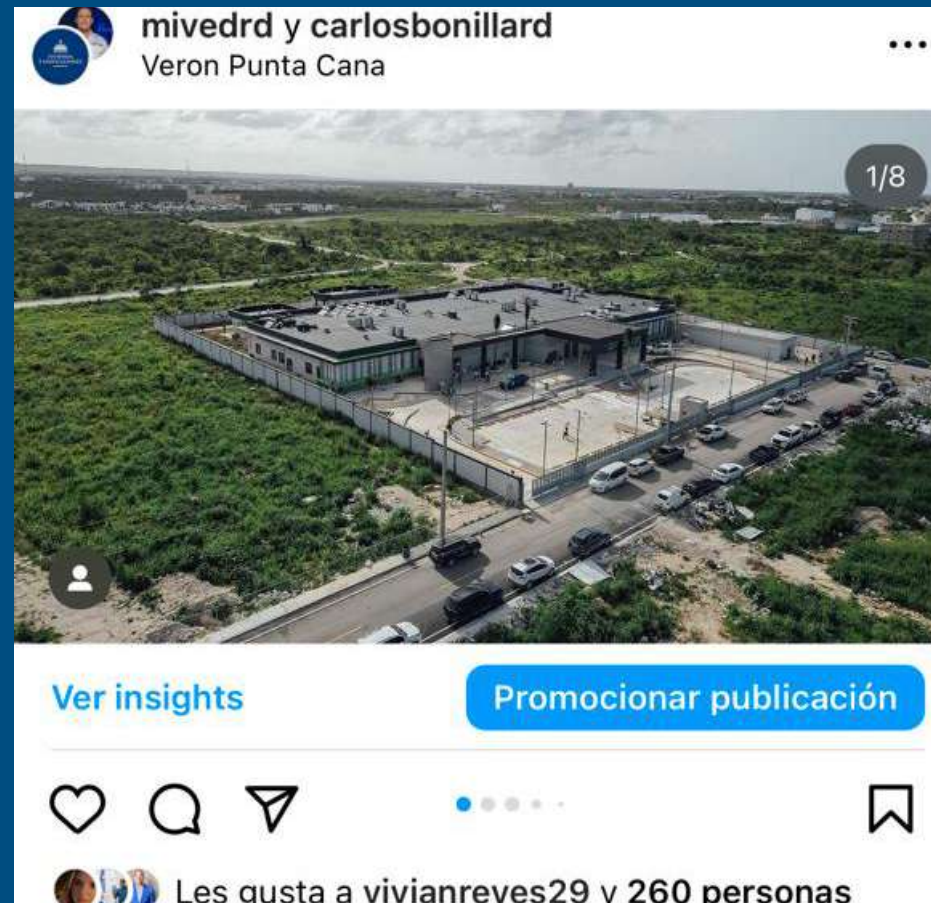 mivedrd y carlosbonillard
Veron Punta Cana
1/8
Ver insights
Promocionar publicación
Les gusta a vivianreyes29 y 260 personas